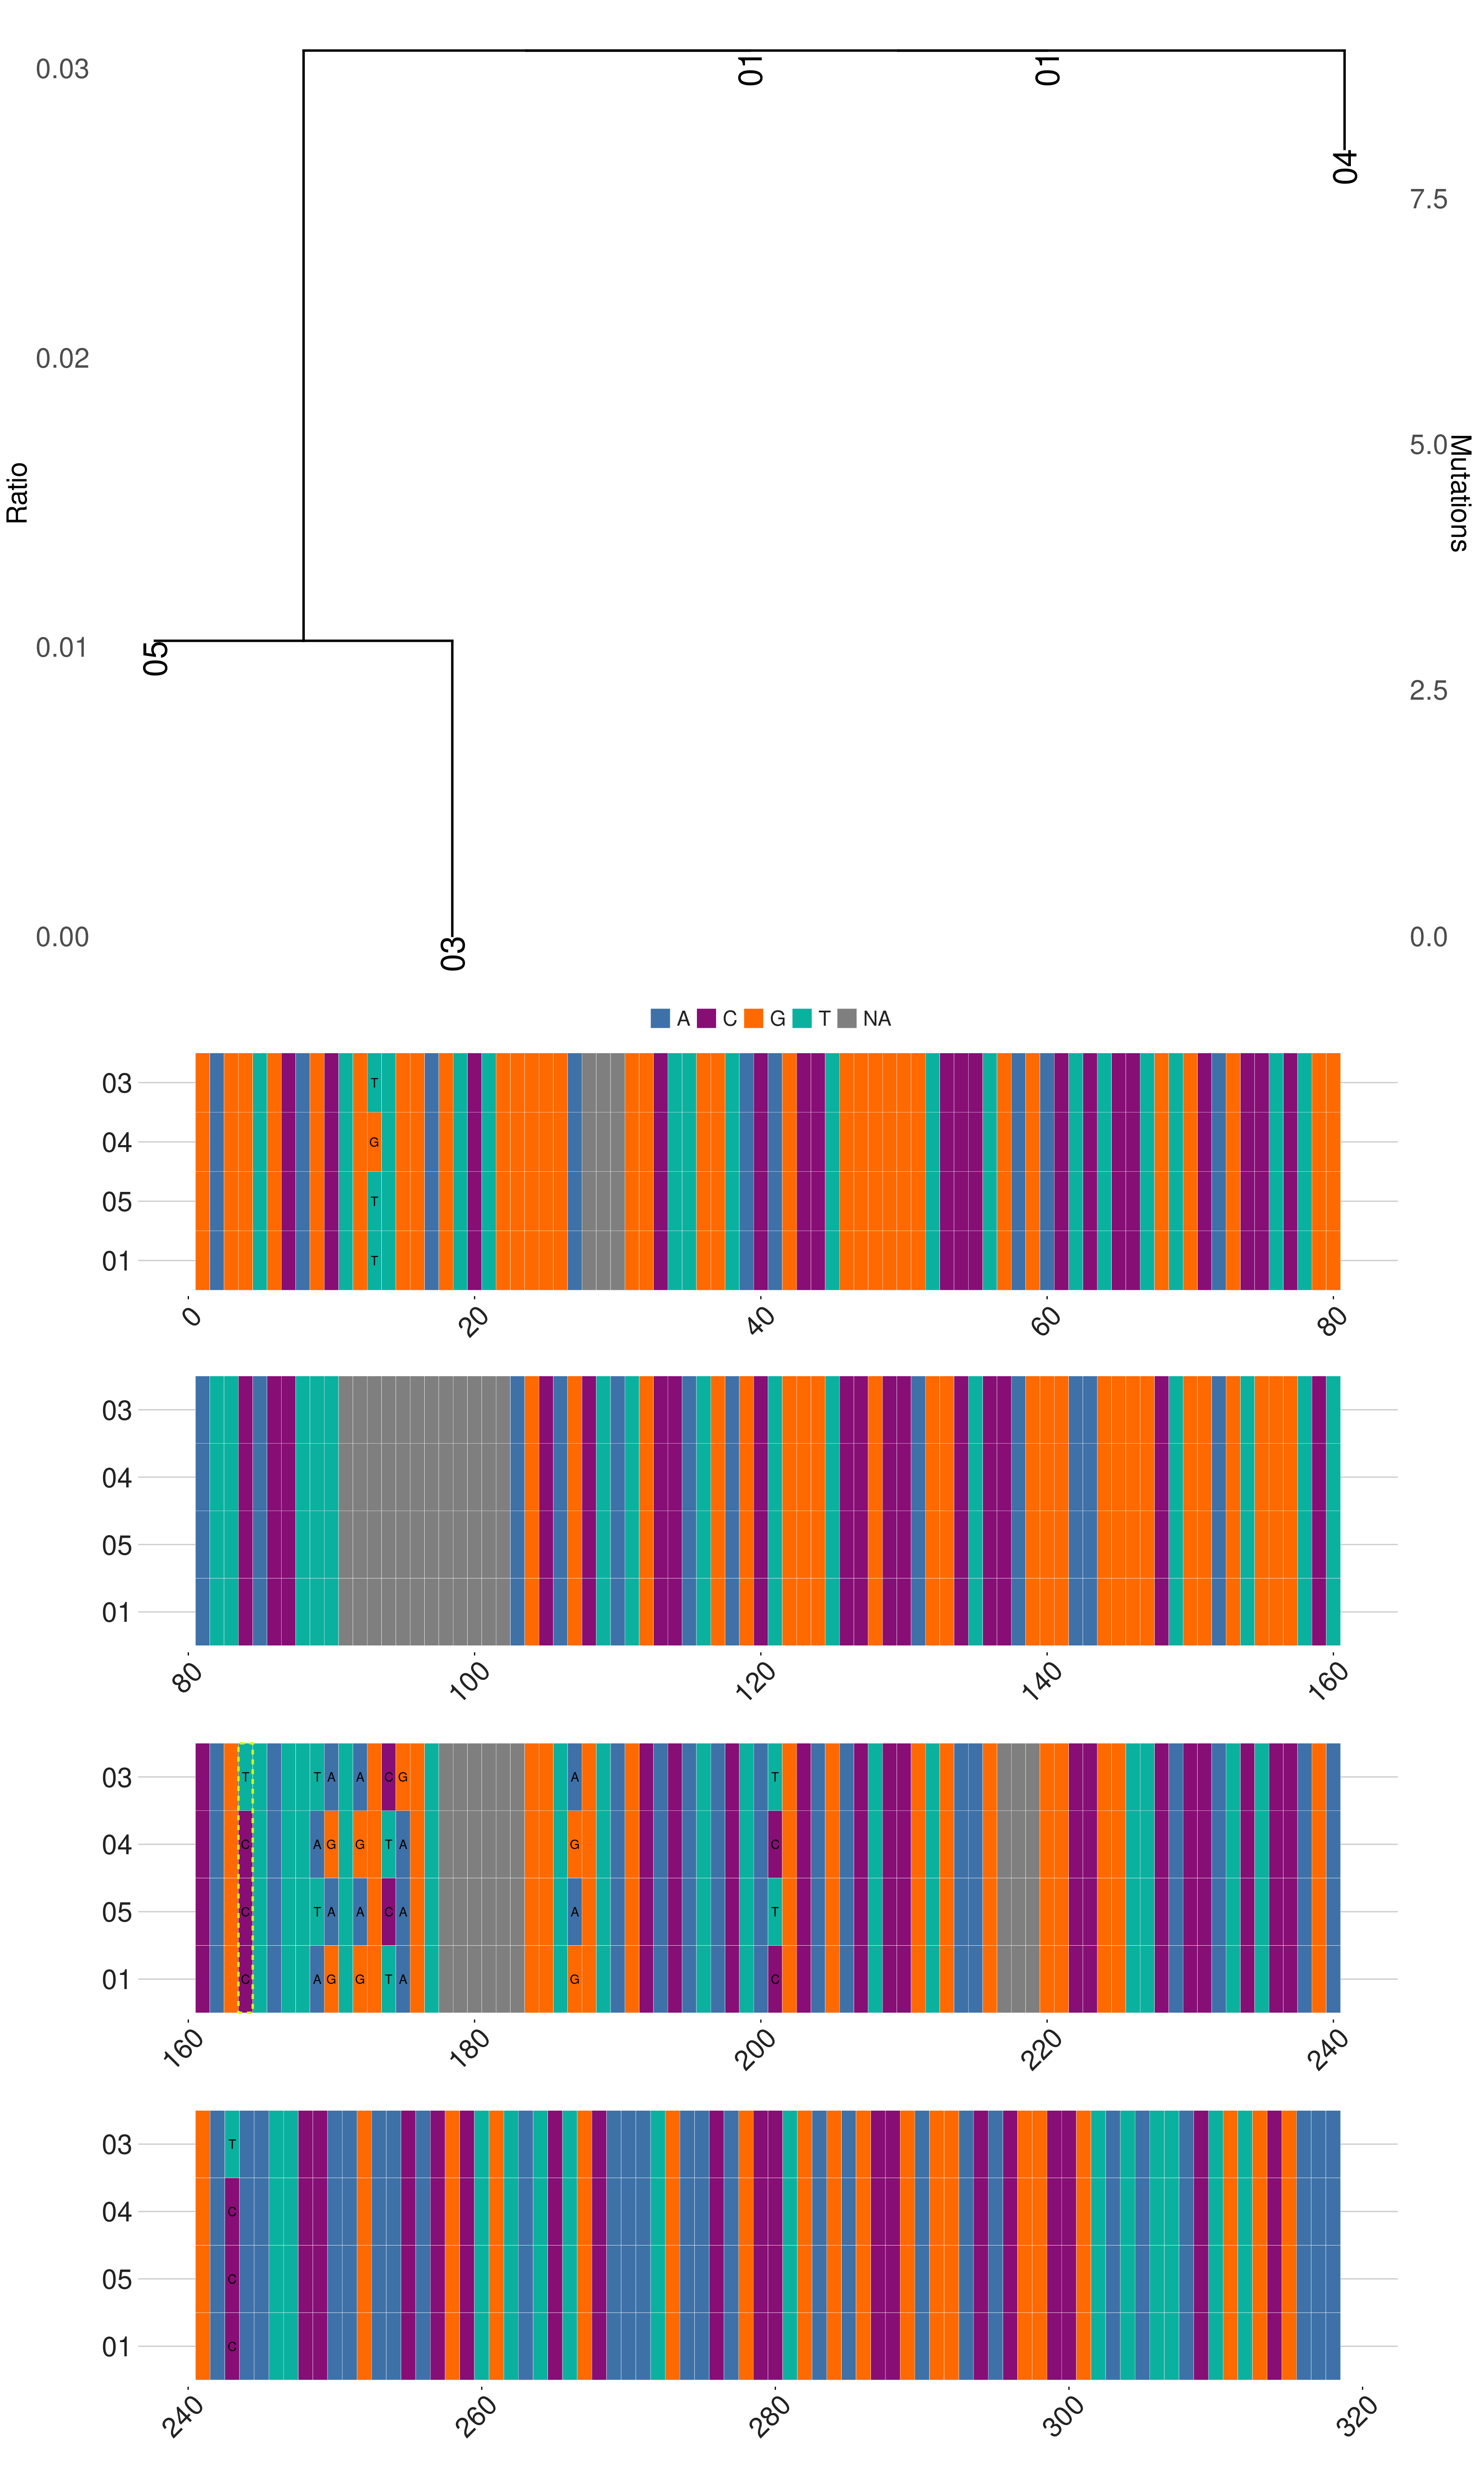 01 01
0.03
04
7.5
0.02
5.0
Ratio
Mutations
0.01
05
2.5
0.00
0.0
03
A C G T NA
03 T
04 G
05 T
01 T
0 20 40 60 80
03
04
05
01
80 100 120 140 160
03 T T A A C G A T
04 C A G G T A G C
05 C T A A C A A T
01 C A G G T A G C
160 180 200 220 240
03 T
04 C
05 C
01 C
240 260 280 300 320